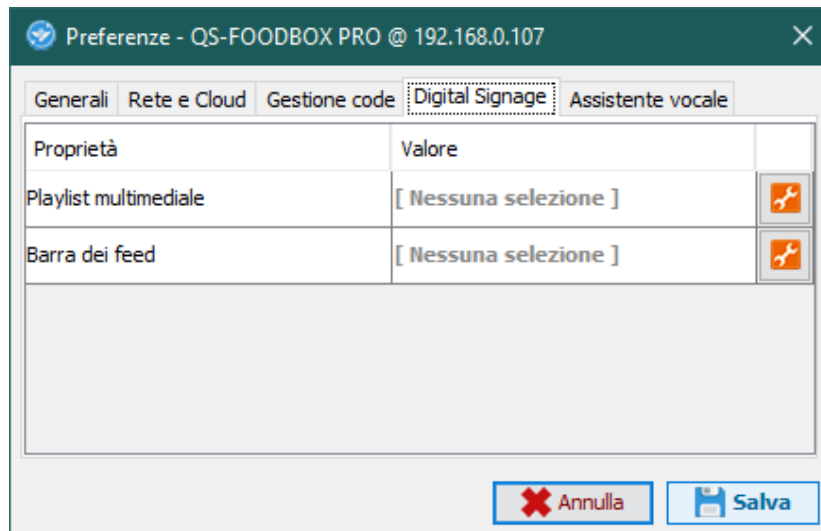 Preferenze - QS-FOODBOX PRO @ 192.168.0.107
Generali Rete e Cloud Gestione code Digital Signage Assistente vocale
Proprietà Valore
Playlist multimediale [ Nessuna selezione ]
Barra dei feed [ Nessuna selezione ]
Annulla Salva